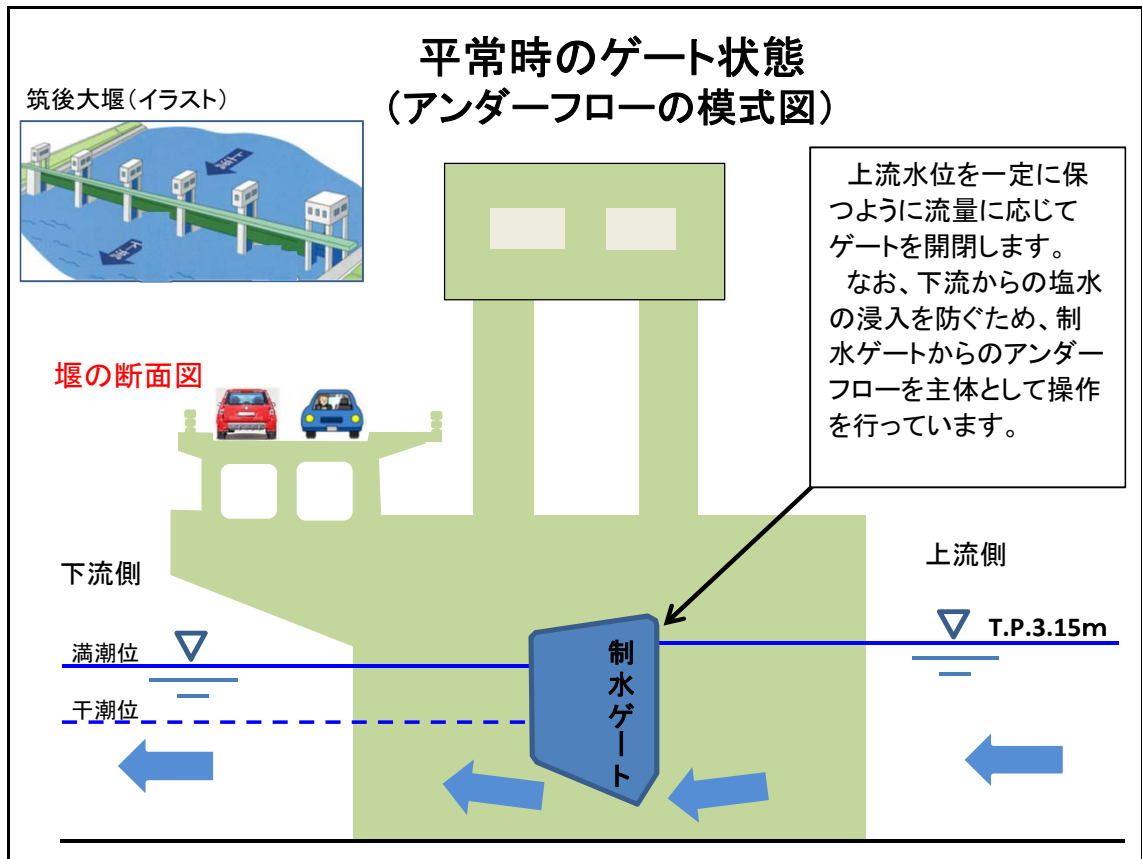 平常時のゲート状態
（アンダーフローの模式図）
筑後大堰（イラスト）
上流
下流
上流水位を一定に保
つように流量に応じて
ゲートを開閉します。
なお、下流からの塩水
の浸入を防ぐため、制
水ゲートからのアンダー
フローを主体として操作
を行っています。
堰の断面図
下流側
上流側
満潮位
干潮位
T.P.3.15m
制水ゲート